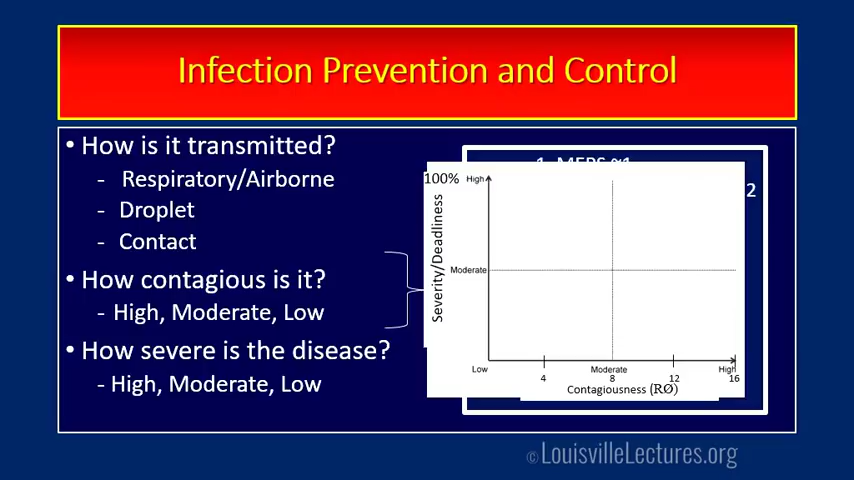 Infection Prevention and Control
• How is it transmitted?
- Respiratory/Airborne
- Droplet
- Contact
• How contagious is it?
- High, Moderate, Low
• How severe is the disease?
- High, Moderate, Low
2
100%
High
Severity/Deadliness
Moderate
Low
Moderate
High
4
8
12
16
Contagiousness (RØ)
© LouisvilleLectures.org